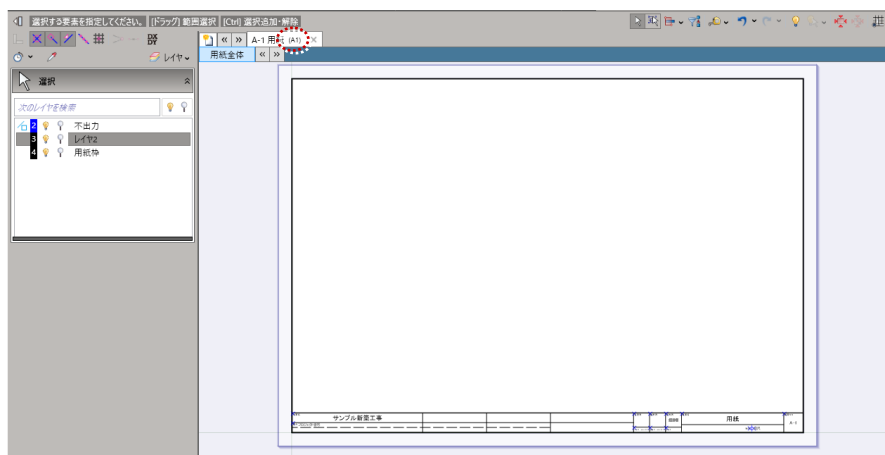 選択する要素を指定してください。 [ドラッグ] 範囲選択 [Ctrl] 選択追加・解除
« » A-1 用紙 (A1) ×
レイヤ
用紙全体 « »
選択
次のレイヤを検索
2 不出力
3 レイヤ2
4 用紙枠
サンプル新築工事
用紙
A-1